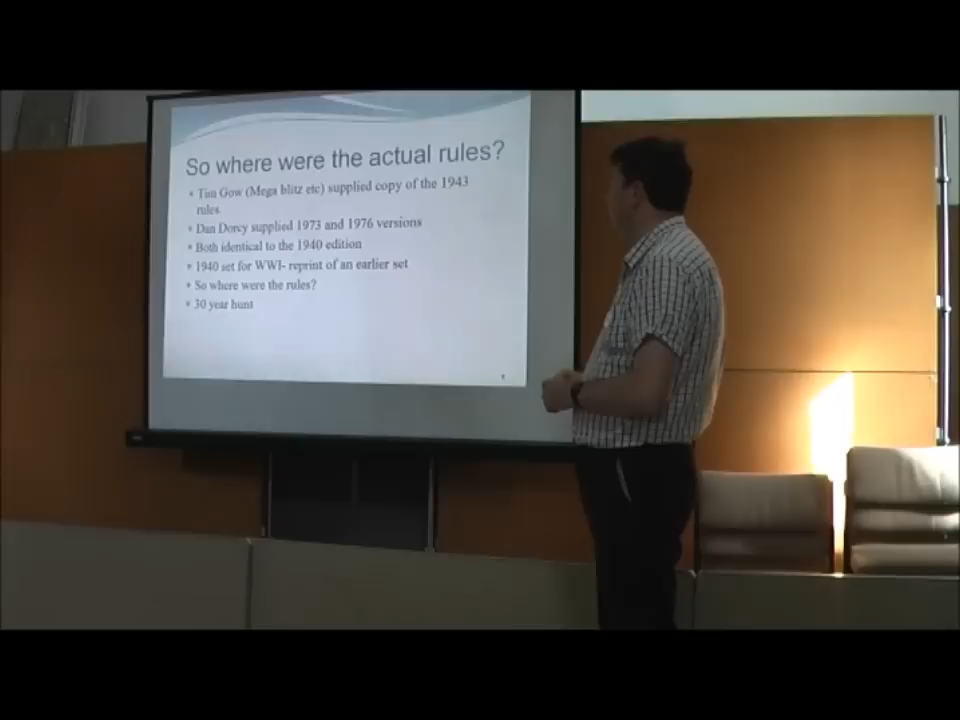 So where were the actual rules?
• Tim Gow (Mega blitz etc) supplied copy of the 1943
rules
• Dan Dorcy supplied 1973 and 1976 versions
• Both identical to the 1940 edition
• 1940 set for WWI- reprint of an earlier set
• So where were the rules?
• 30 year hunt